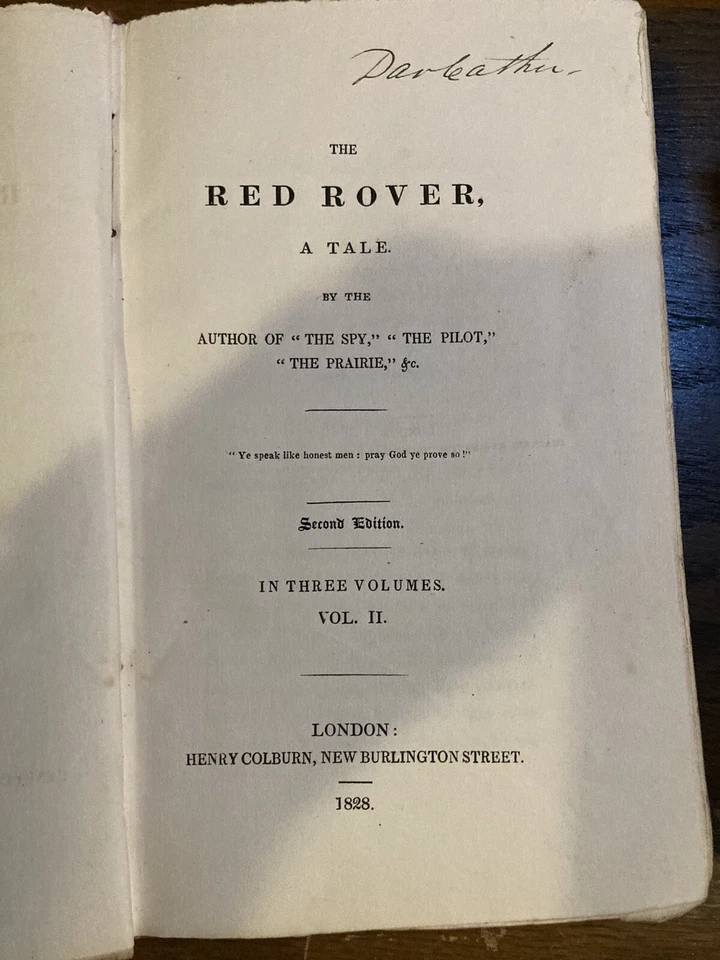 THE
RED ROVER,
A TALE.
BY THE
AUTHOR OF “ THE SPY,” “ THE PILOT,”
“ THE PRAIRIE,” &c.
“ Ye speak like honest men : pray God ye prove so !”
Second Edition.
IN THREE VOLUMES.
VOL. II.
LONDON:
HENRY COLBURN, NEW BURLINGTON STREET.
1828.